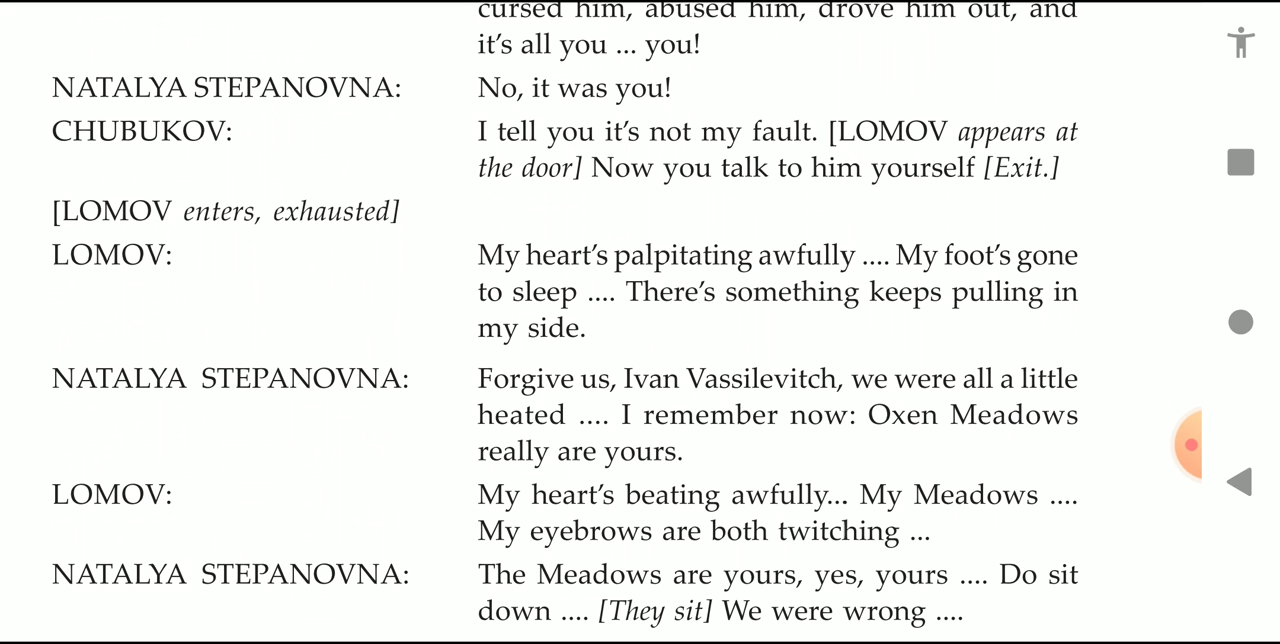 cursed him, abused him, drove him out, and
it's all you ... you!
NATALYA STEPANOVNA: No, it was you!
CHUBUKOV: I tell you it's not my fault. [LOMOV appears at
the door] Now you talk to him yourself [Exit.]
[LOMOV enters, exhausted]
LOMOV: My heart's palpitating awfully .... My foot's gone
to sleep .... There's something keeps pulling in
my side.
NATALYA STEPANOVNA: Forgive us, Ivan Vassilevitch, we were all a little
heated .... I remember now: Oxen Meadows
really are yours.
LOMOV: My heart's beating awfully... My Meadows ....
My eyebrows are both twitching ...
NATALYA STEPANOVNA: The Meadows are yours, yes, yours .... Do sit
down .... [They sit] We were wrong ....